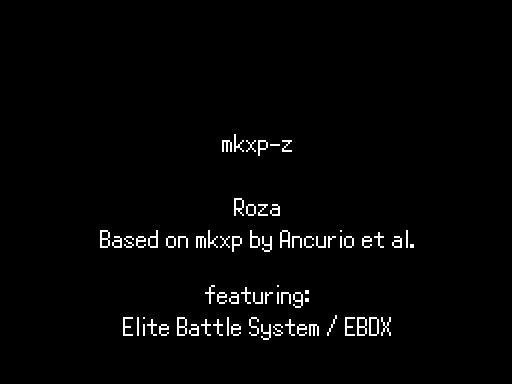 mkxp-z
Roza
Based on mkxp by Ancurio et al.
featuring:
Elite Battle System / EBDX